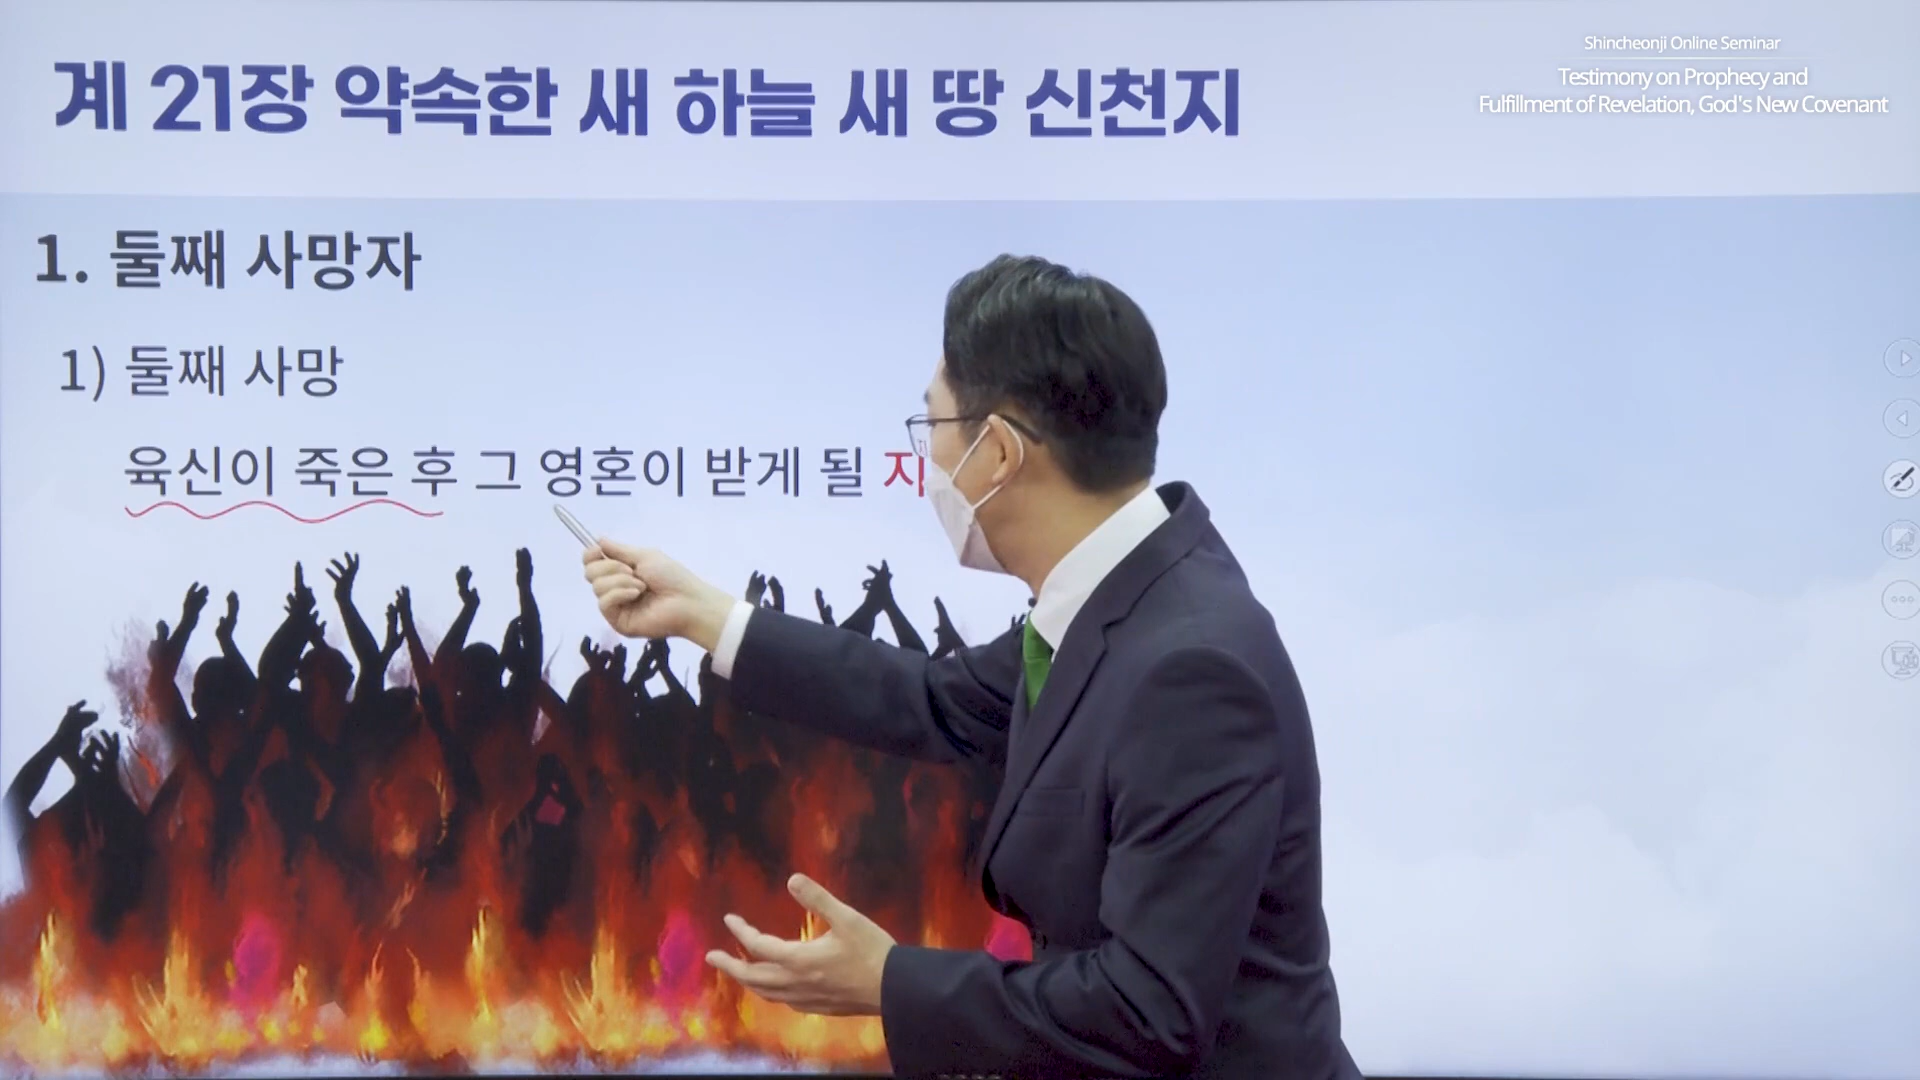 계 21장 약속한 새 하늘 새 땅 신천지
Shincheonji Online Seminar
Testimony on Prophecy and
Fulfillment of Revelation, God's New Covenant
1. 둘째 사망자
1) 둘째 사망
육신이 죽은 후 그 영혼이 받게 될